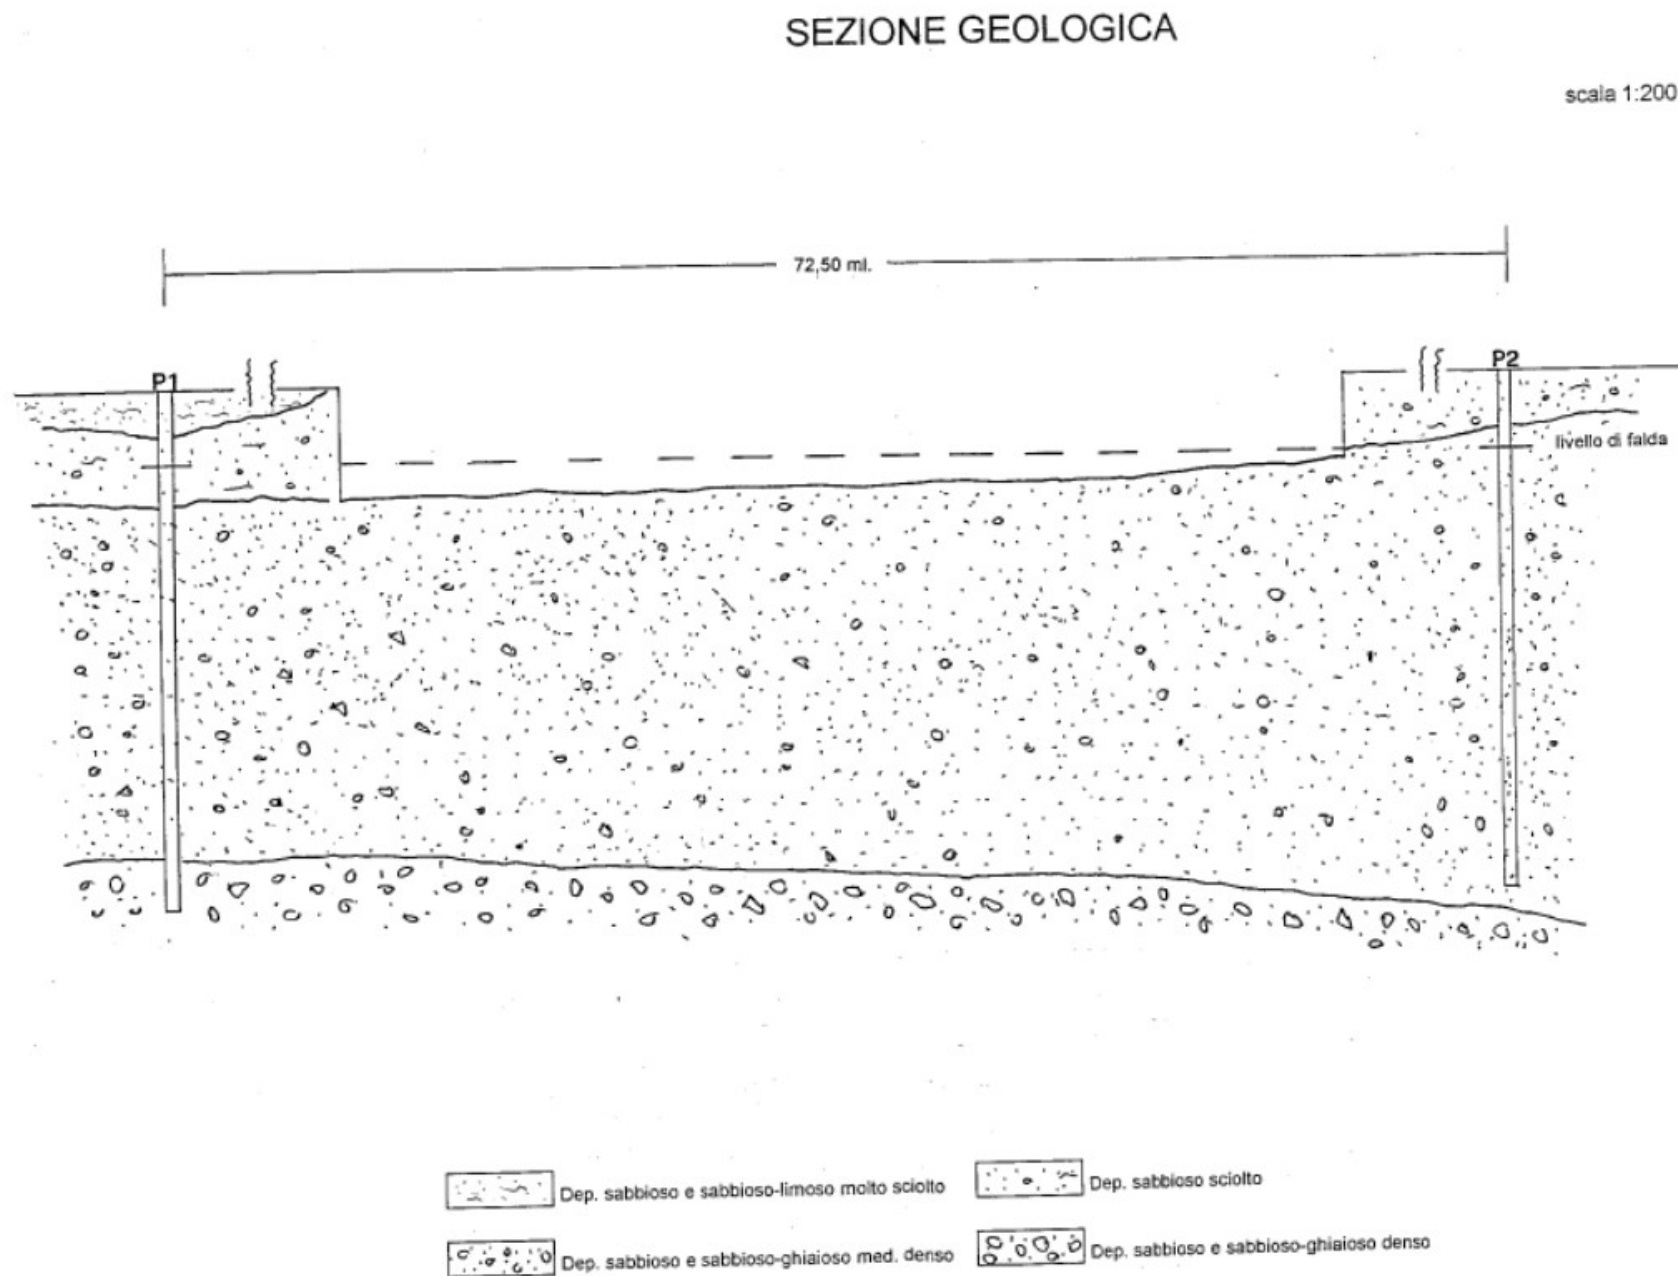 SEZIONE GEOLOGICA
scala 1:200
72,50 ml.
P1
P2
livello di falda
Dep. sabbioso e sabbioso-limoso molto sciolto
Dep. sabbioso sciolto
Dep. sabbioso e sabbioso-ghiaioso med. denso
Dep. sabbioso e sabbioso-ghiaioso denso